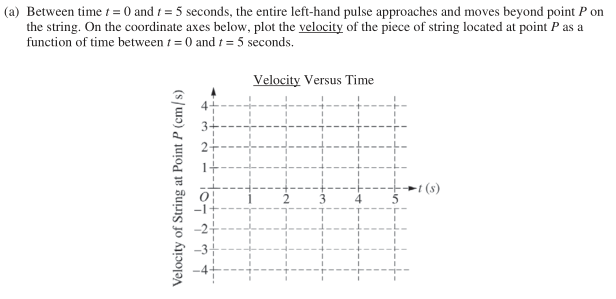 (a) Between time t = 0 and t = 5 seconds, the entire left-hand pulse approaches and moves beyond point P on
the string. On the coordinate axes below, plot the velocity of the piece of string located at point P as a
function of time between t = 0 and t = 5 seconds.
Velocity Versus Time
Velocity of String at Point P (cm/s)
4
3
2
1
O
1 2 3 4 5
t (s)
-1
-2
-3
-4